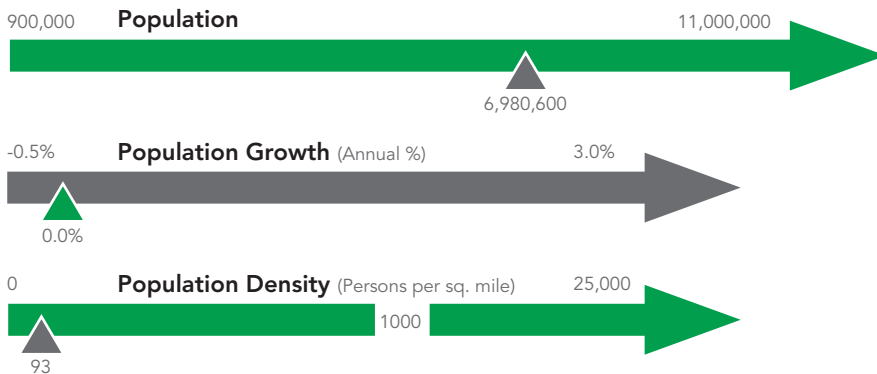 900,000 Population 11,000,000
6,980,600
-0.5% Population Growth (Annual %) 3.0%
0.0%
0 Population Density (Persons per sq. mile) 25,000
1000
93